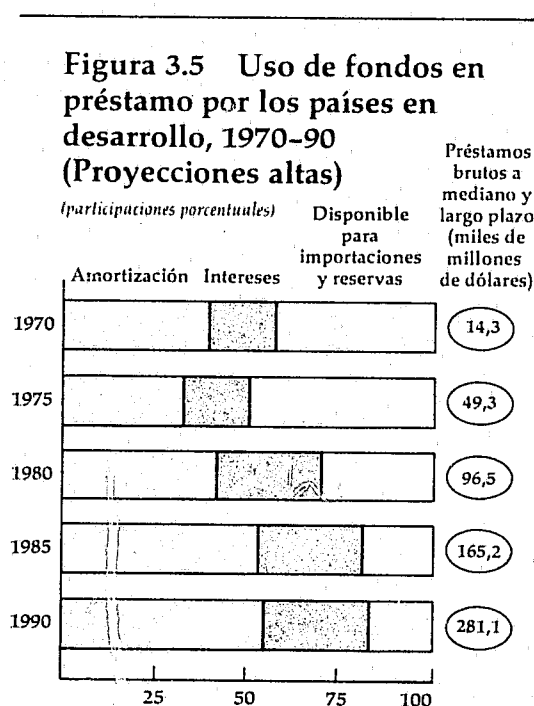 Figura 3.5 Uso de fondos en
préstamo por los países en
desarrollo, 1970–90
(Proyecciones altas)
(participaciones porcentuales)
Préstamos
brutos a
mediano y
largo plazo
(miles de
millones
de dólares)
Disponible
para
importaciones
y reservas
Amortización Intereses
1970 14,3
1975 49,3
1980 96,5
1985 165,2
1990 281,1
25 50 75 100